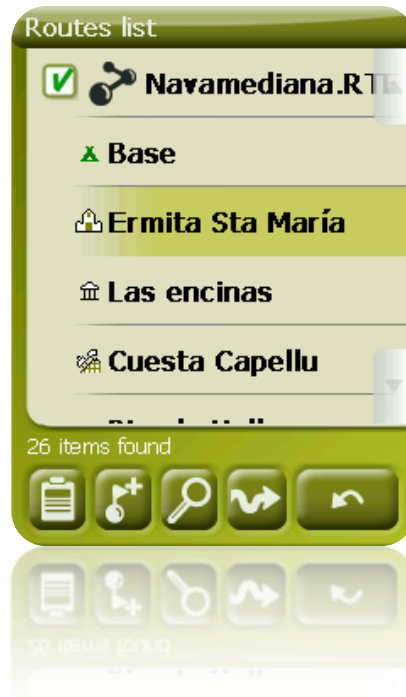 Routes list
Navamediana.RT
Base
Ermita Sta María
Las encinas
Cuesta Capellu
26 items found